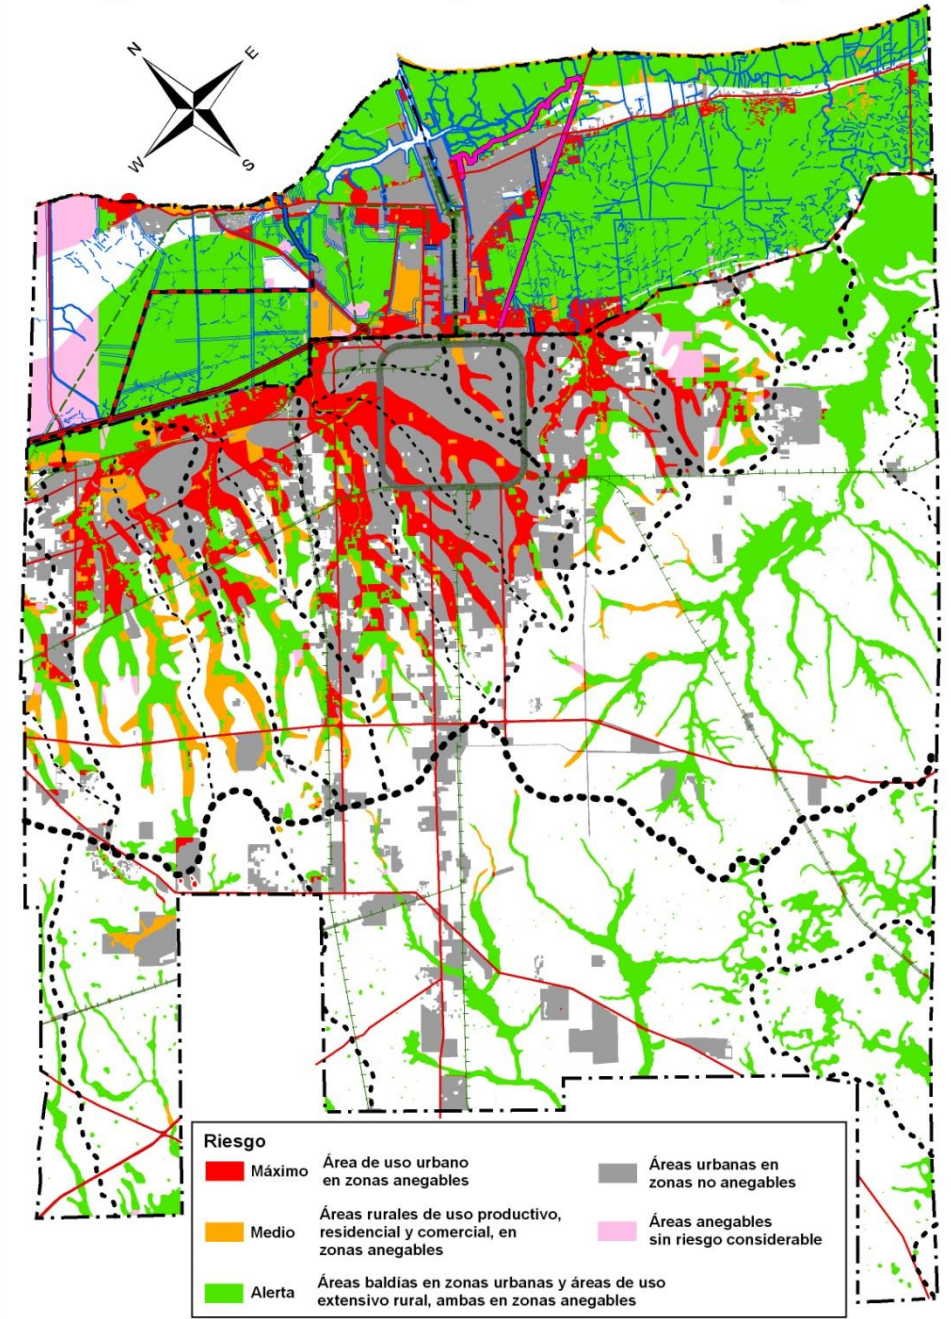 N
E
W
S
Riesgo
Máximo
Área de uso urbano
en zonas anegables
Medio
Áreas rurales de uso productivo,
residencial y comercial, en
zonas anegables
Alerta
Áreas baldías en zonas urbanas y áreas de uso
extensivo rural, ambas en zonas anegables
Áreas urbanas en
zonas no anegables
Áreas anegables
sin riesgo considerable